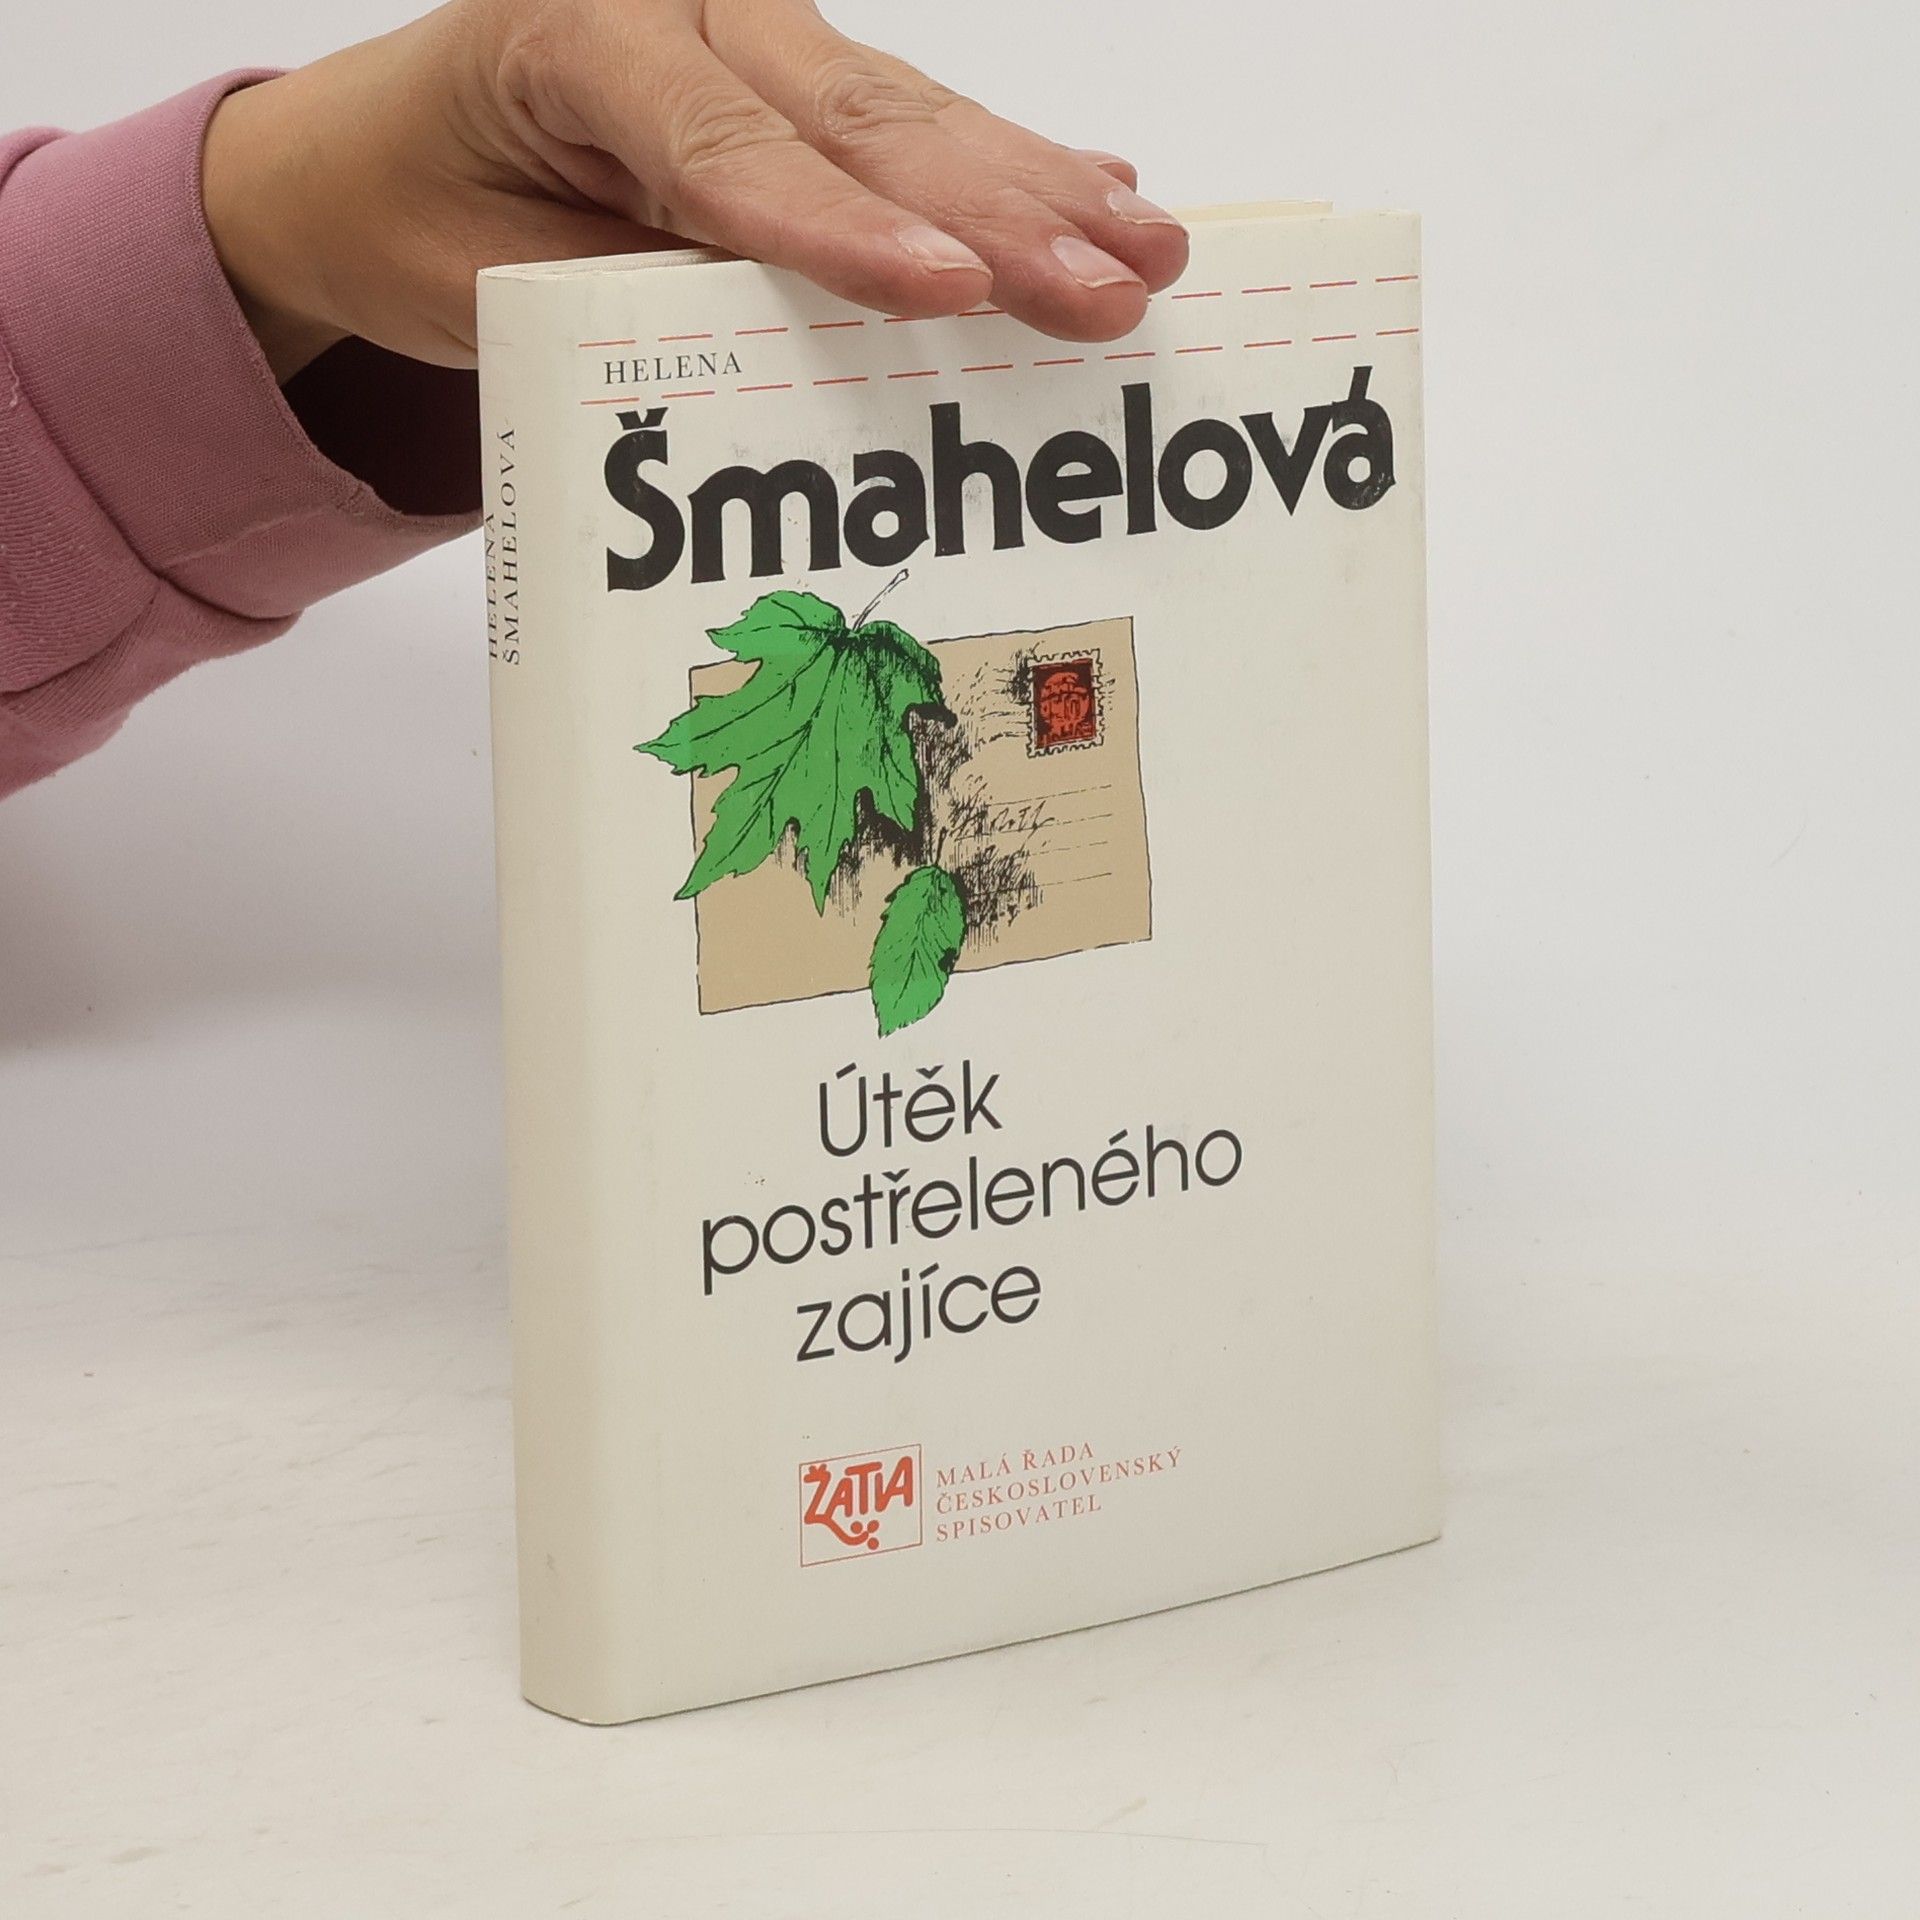 HELENA
ŠMAHELOVÁ
HELENA
Šmahelová
Útěk
postřeleného
zajíce
ŽATVA
MALÁ ŘADA
ČESKOSLOVENSKÝ
SPISOVATEL